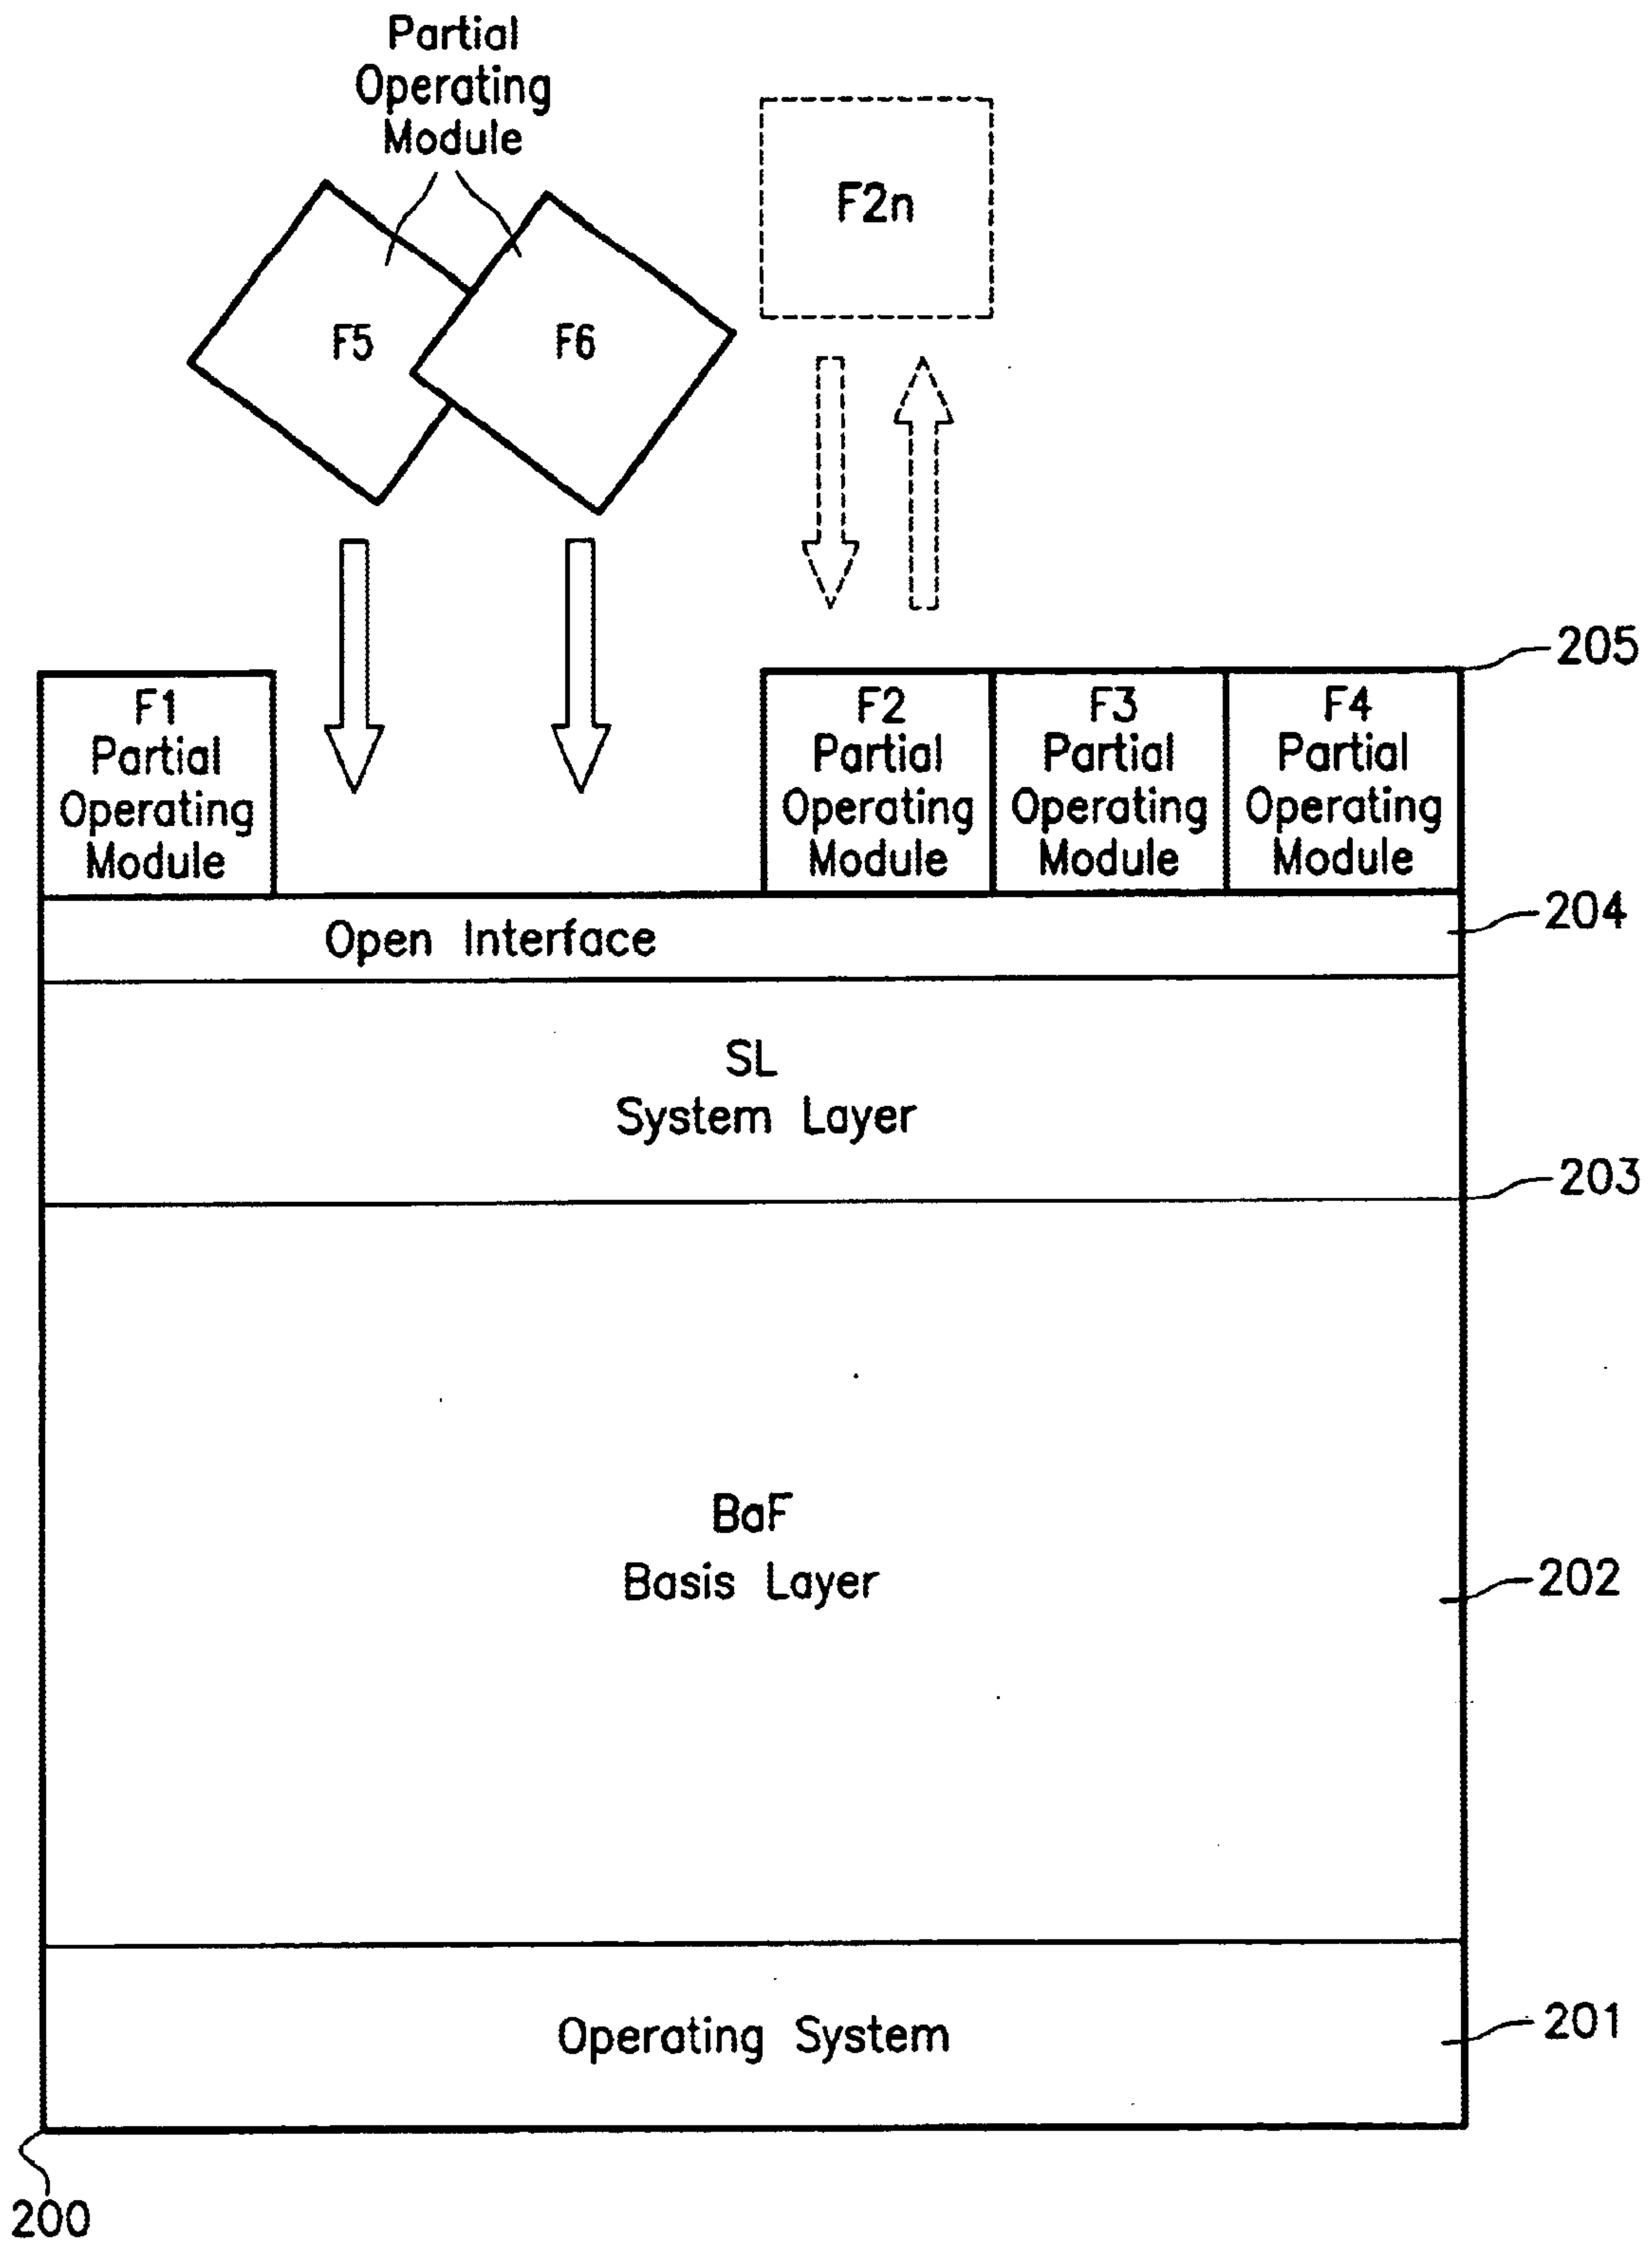 Partial
Operating
Module
F2n
F5
F6
205
F1
Partial
Operating
Module
F2
Partial
Operating
Module
F3
Partial
Operating
Module
F4
Partial
Operating
Module
204
Open Interface
SL
System Layer
203
BaF
Basis Layer
202
Operating System
201
200